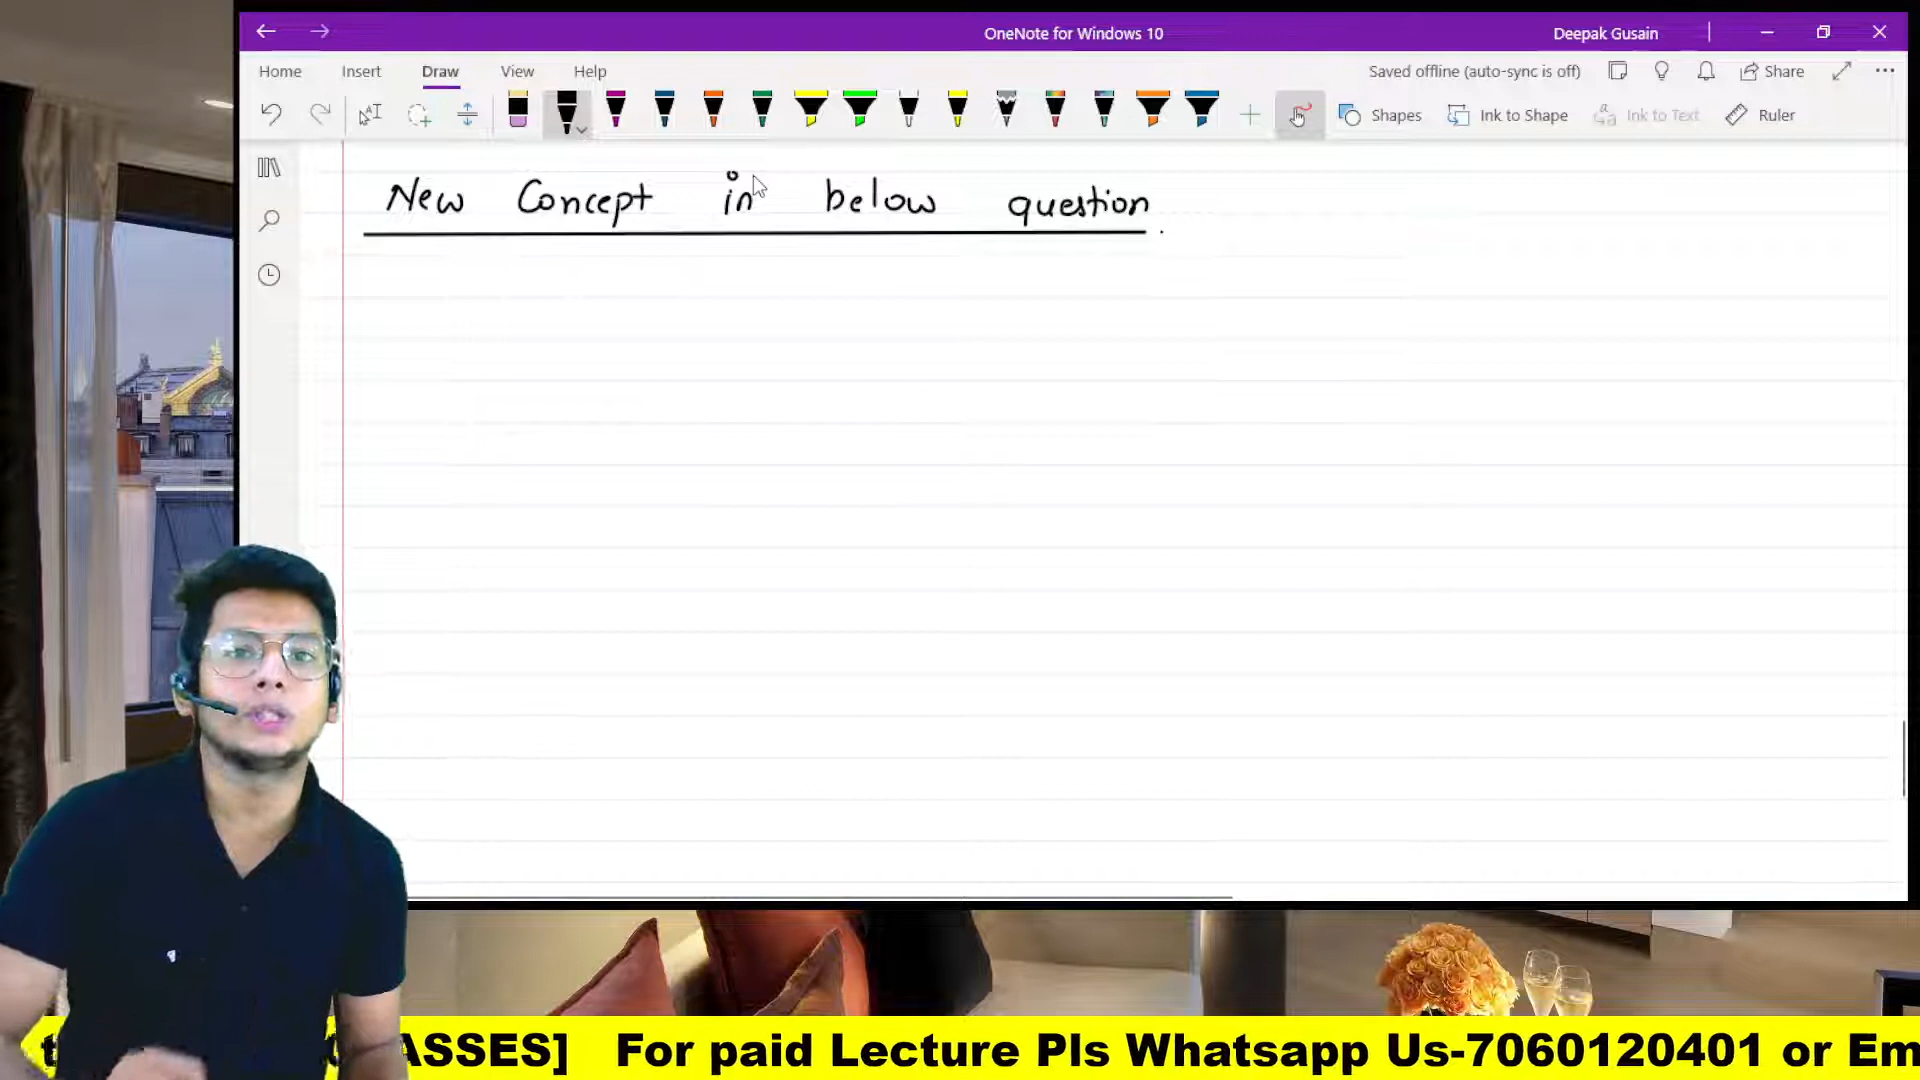 OneNote for Windows 10
Deepak Gusain
Home Insert Draw View Help
Saved offline (auto-sync is off) Share
Shapes Ink to Shape Ink to Text Ruler
New Concept in below question.
ASSES] For paid Lecture Pls Whatsapp Us-7060120401 or Em